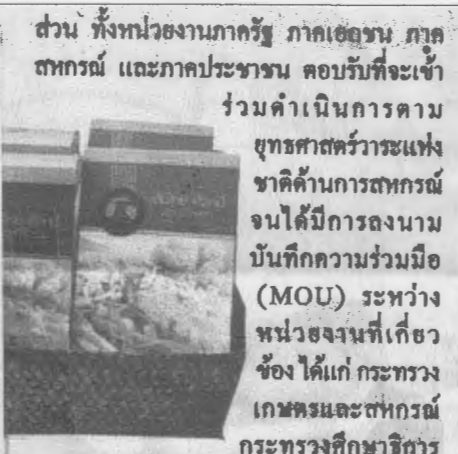 ส่วน ทั้งหน่วยงานภาครัฐ ภาคเอกชน ภาค
สหกรณ์ และภาคประชาชน ตอบรับที่จะเข้า
ร่วมดำเนินการตาม
ยุทธศาสตร์วาระแห่ง
ชาติด้านการสหกรณ์
จนได้มีการลงนาม
บันทึกความร่วมมือ
(MOU) ระหว่าง
หน่วยงานที่เกี่ยว
ข้อง ได้แก่ กระทรวง
เกษตรและสหกรณ์
กระทรวงศึกษาธิการ